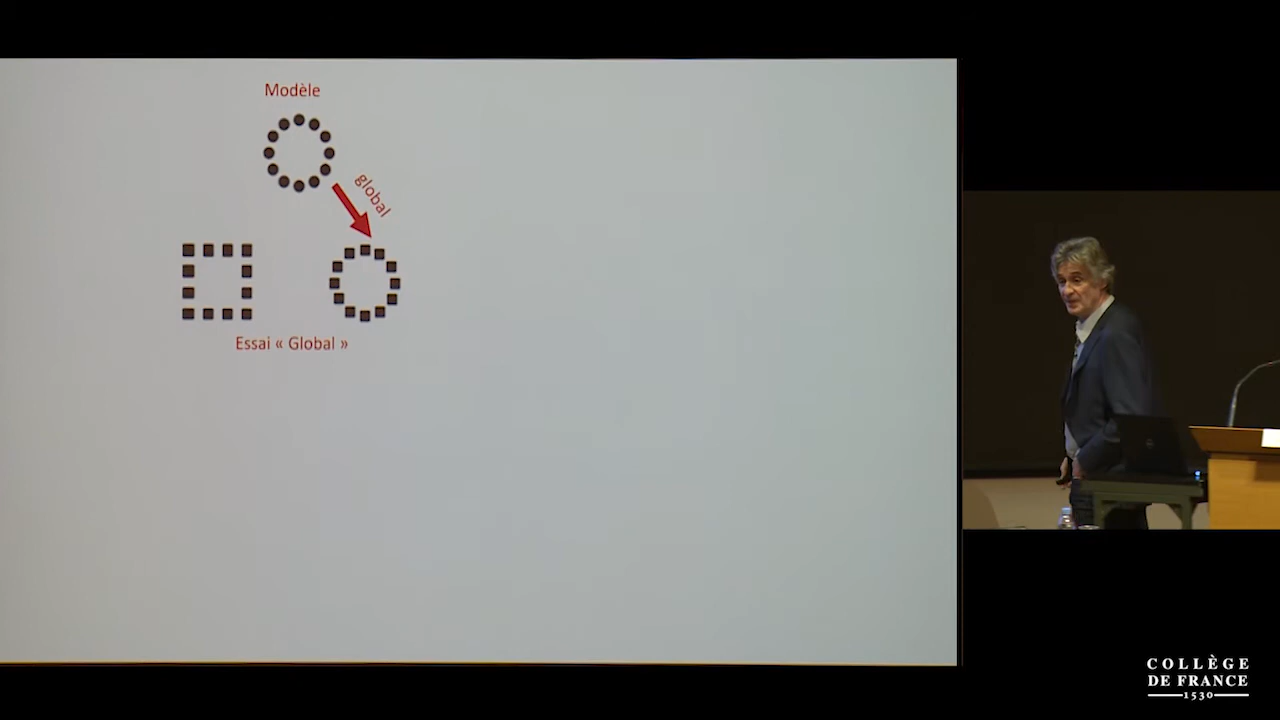 Modèle
global
Essai « Global »
COLLÈGE
DE FRANCE
1530